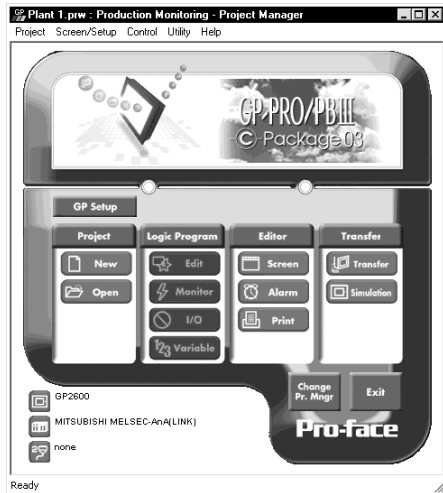 Plant 1.prw : Production Monitoring - Project Manager
Project Screen/Setup Control Utility Help
GP-PRO/PBIII
C-Package03
GP Setup
Project Logic Program Editor Transfer
New Edit Screen Transfer
Open Monitor Alarm Simulation
I/O Print
123 Variable
Change
Pr. Mngr
Exit
GP2600
MITSUBISHI MELSEC-AnA(LINK)
none
Pro-face
Ready